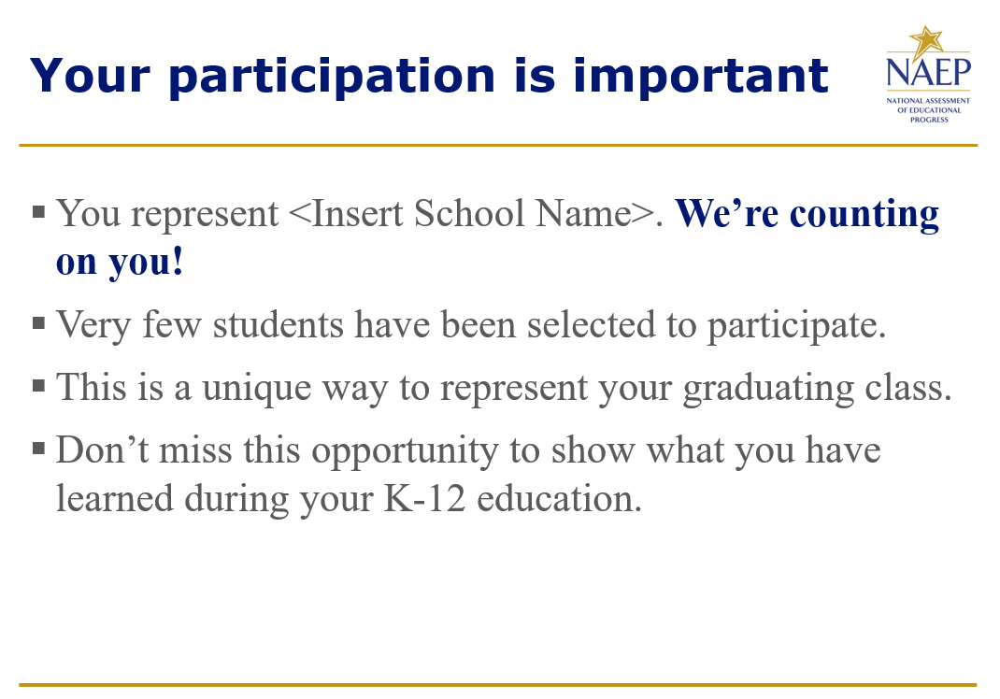 Your participation is important
NAEP
NATIONAL ASSESSMENT
OF EDUCATIONAL
PROGRESS
▪ You represent <Insert School Name>. We’re counting
on you!
▪ Very few students have been selected to participate.
▪ This is a unique way to represent your graduating class.
▪ Don’t miss this opportunity to show what you have
learned during your K-12 education.